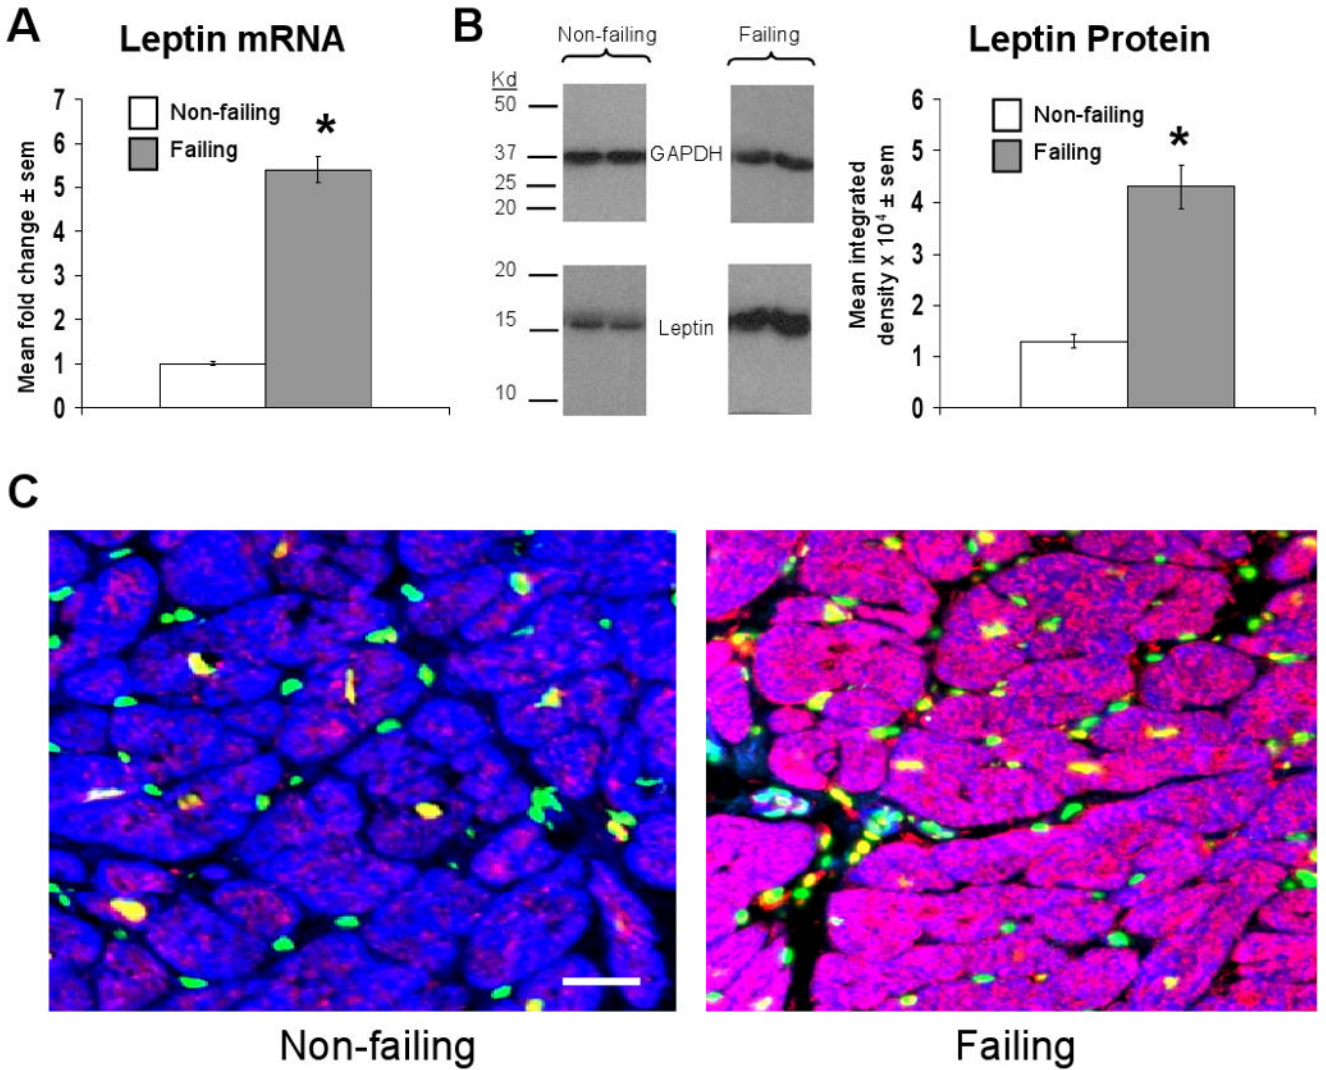 A
Leptin mRNA
Mean fold change ± sem
7
6
5
4
3
2
1
0
Non-failing
Failing
*
B
Non-failing
Failing
Kd
50
37
25
20
GAPDH
20
15
10
Leptin
Leptin Protein
Mean integrated
density x 10⁴ ± sem
6
5
4
3
2
1
0
Non-failing
Failing
*
C
Non-failing
Failing